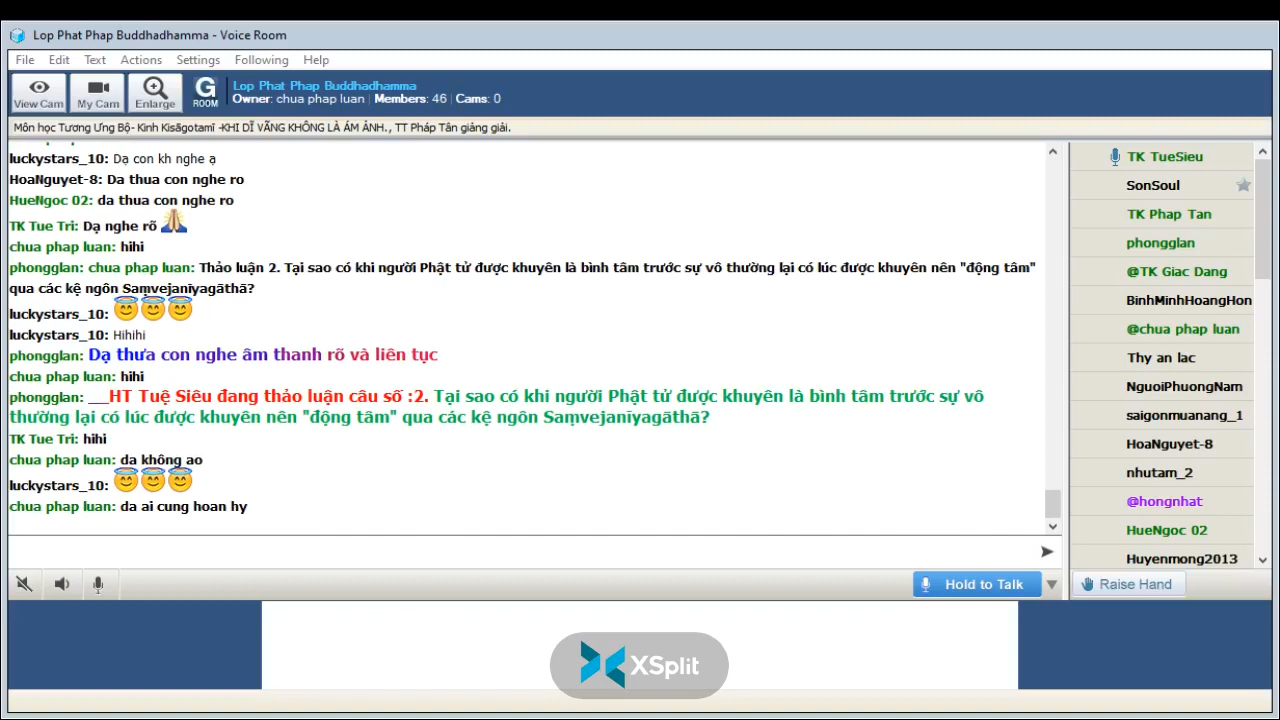 Lop Phat Phap Buddhadhamma - Voice Room
File Edit Text Actions Settings Following Help
View Cam My Cam Enlarge G ROOM
Lop Phat Phap Buddhadhamma
Owner: chua phap luan | Members: 46 | Cams: 0
Môn học Tương Ưng Bộ- Kinh Kisāgotamī -KHI DĨ VÃNG KHÔNG LÀ ÁM ẢNH., TT Pháp Tân giảng giải.
luckystars_10: Dạ con kh nghe ạ
HoaNguyet-8: Da thua con nghe ro
HueNgoc 02: da thua con nghe ro
TK Tue Tri: Dạ nghe rõ
chua phap luan: hihi
phongglan: chua phap luan: Thảo luận 2. Tại sao có khi người Phật tử được khuyên là bình tâm trước sự vô thường lại có lúc được khuyên nên "động tâm"
qua các kệ ngôn Saṃvejanīyagāthā?
luckystars_10:
luckystars_10: Hihihi
phongglan: Dạ thưa con nghe âm thanh rõ và liên tục
chua phap luan: hihi
phongglan: __HT Tuệ Siêu đang thảo luận câu số :2. Tại sao có khi người Phật tử được khuyên là bình tâm trước sự vô
thường lại có lúc được khuyên nên "động tâm" qua các kệ ngôn Saṃvejanīyagāthā?
TK Tue Tri: hihi
chua phap luan: da không ao
luckystars_10:
chua phap luan: da ai cung hoan hy
TK TueSieu
SonSoul
TK Phap Tan
phongglan
@TK Giac Dang
BinhMinhHoangHon
@chua phap luan
Thy an lac
NguoiPhuongNam
saigonmuanang_1
HoaNguyet-8
nhutam_2
@hongnhat
HueNgoc 02
Huyenmong2013
Hold to Talk
Raise Hand
XSplit